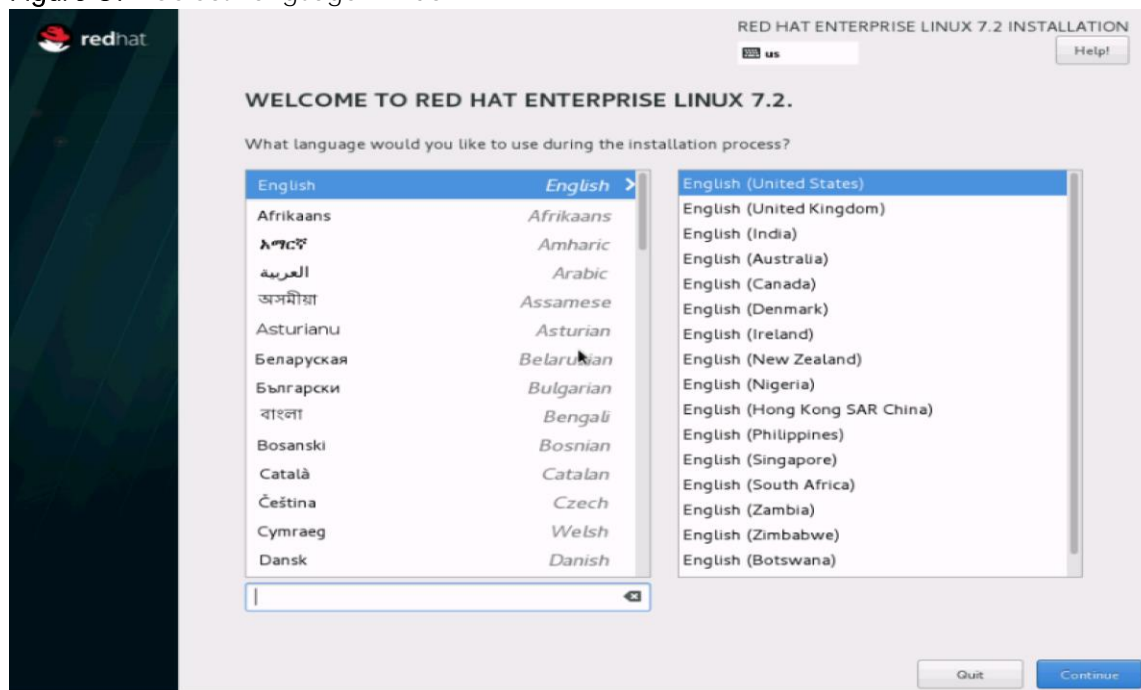 redhat
RED HAT ENTERPRISE LINUX 7.2 INSTALLATION
us
Help!
WELCOME TO RED HAT ENTERPRISE LINUX 7.2.
What language would you like to use during the installation process?
English English
Afrikaans Afrikaans
አማርኛ Amharic
العربية Arabic
অসমীয়া Assamese
Asturianu Asturian
Беларуская Belarusian
Български Bulgarian
বাংলা Bengali
Bosanski Bosnian
Català Catalan
Čeština Czech
Cymraeg Welsh
Dansk Danish
English (United States)
English (United Kingdom)
English (India)
English (Australia)
English (Canada)
English (Denmark)
English (Ireland)
English (New Zealand)
English (Nigeria)
English (Hong Kong SAR China)
English (Philippines)
English (Singapore)
English (South Africa)
English (Zambia)
English (Zimbabwe)
English (Botswana)
Quit
Continue